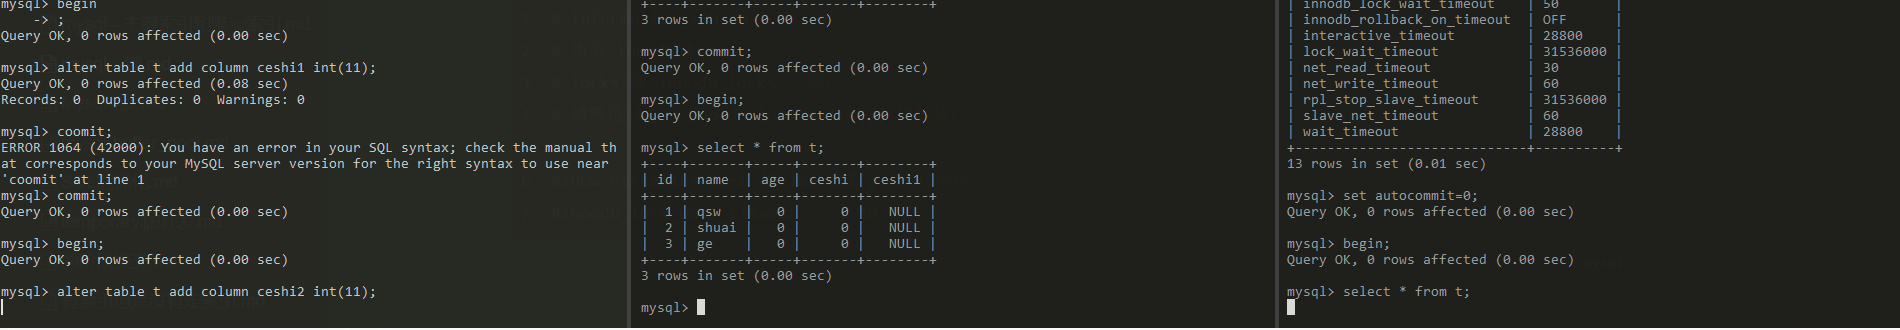 mysql> begin
    -> ;
Query OK, 0 rows affected (0.00 sec)
mysql> alter table t add column ceshi1 int(11);
Query OK, 0 rows affected (0.08 sec)
Records: 0  Duplicates: 0  Warnings: 0
mysql> coomit;
ERROR 1064 (42000): You have an error in your SQL syntax; check the manual th
at corresponds to your MySQL server version for the right syntax to use near
'coomit' at line 1
mysql> commit;
Query OK, 0 rows affected (0.00 sec)
mysql> begin;
Query OK, 0 rows affected (0.00 sec)
mysql> alter table t add column ceshi2 int(11);
+----+-------+-----+-------+--------+
3 rows in set (0.00 sec)
mysql> commit;
Query OK, 0 rows affected (0.00 sec)
mysql> begin;
Query OK, 0 rows affected (0.00 sec)
mysql> select * from t;
+----+-------+-----+-------+--------+
| id | name  | age | ceshi | ceshi1 |
+----+-------+-----+-------+--------+
|  1 | qsw   |   0 |     0 |   NULL |
|  2 | shuai |   0 |     0 |   NULL |
|  3 | ge    |   0 |     0 |   NULL |
+----+-------+-----+-------+--------+
3 rows in set (0.00 sec)
mysql>
| innodb_lock_wait_timeout    | 50       |
| innodb_rollback_on_timeout  | OFF      |
| interactive_timeout         | 28800    |
| lock_wait_timeout           | 31536000 |
| net_read_timeout            | 30       |
| net_write_timeout           | 60       |
| rpl_stop_slave_timeout      | 31536000 |
| slave_net_timeout           | 60       |
| wait_timeout                | 28800    |
+-----------------------------+----------+
13 rows in set (0.01 sec)
mysql> set autocommit=0;
Query OK, 0 rows affected (0.00 sec)
mysql> begin;
Query OK, 0 rows affected (0.00 sec)
mysql> select * from t;